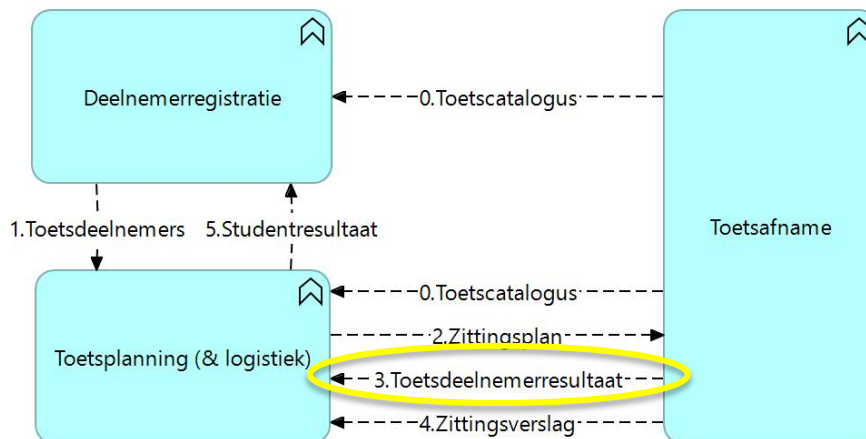 Deelnemerregistratie
0.Toetscatalogus
Toetsafname
1.Toetsdeelnemers
5.Studentresultaat
Toetsplanning (& logistiek)
0.Toetscatalogus
2.Zittingsplan
3.Toetsdeelnemerresultaat
4.Zittingsverslag